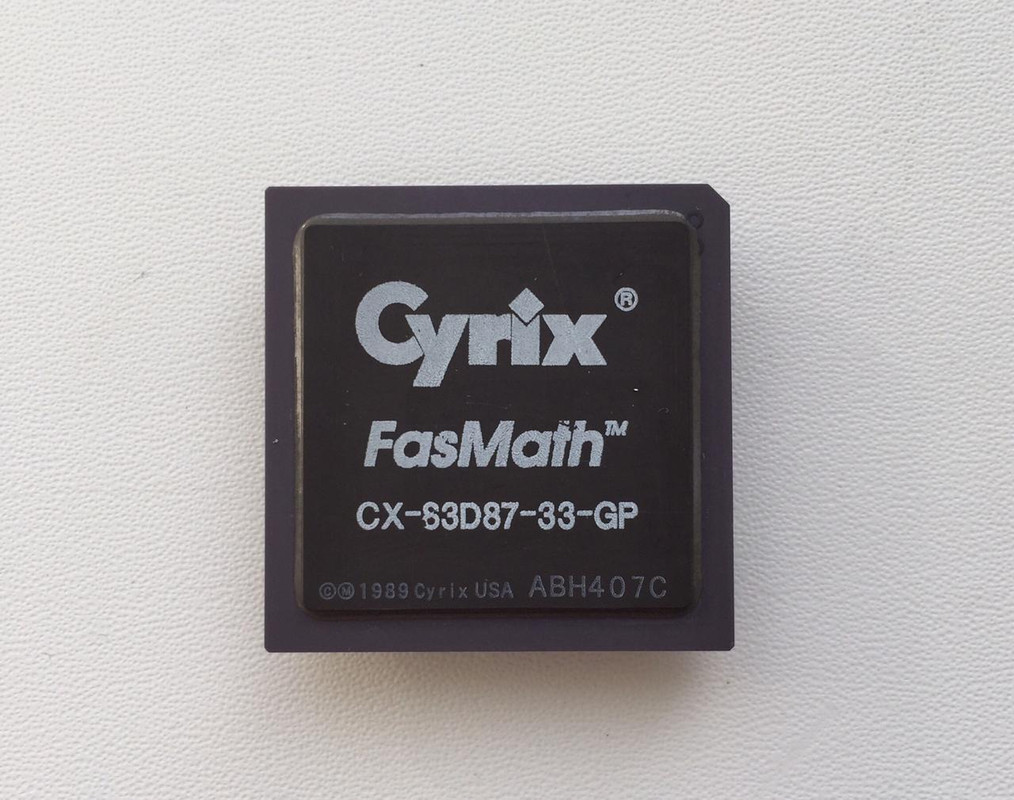 Cyrix®
FasMath™
CX-83D87-33-GP
©Ⓜ1989 Cyrix USA ABH407C